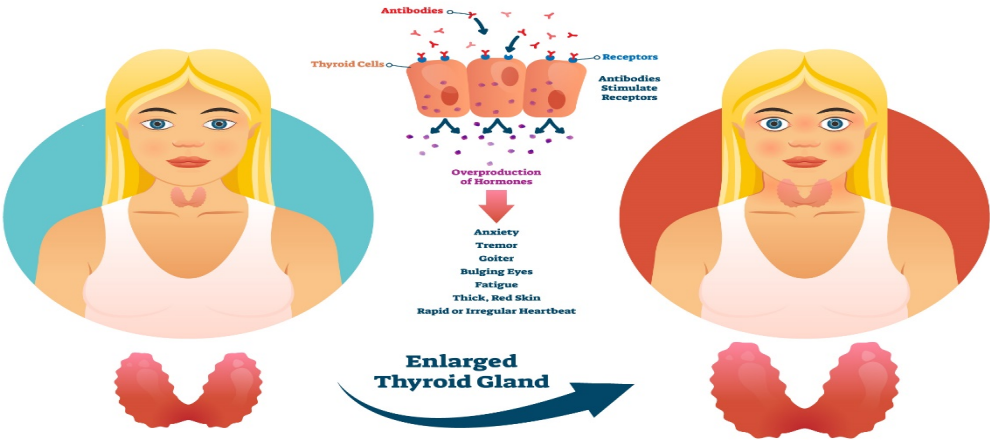 Antibodies
Thyroid Cells
Receptors
Antibodies
Stimulate
Receptors
Overproduction
of Hormones
Anxiety
Tremor
Goiter
Bulging Eyes
Fatigue
Thick, Red Skin
Rapid or Irregular Heartbeat
Enlarged
Thyroid Gland